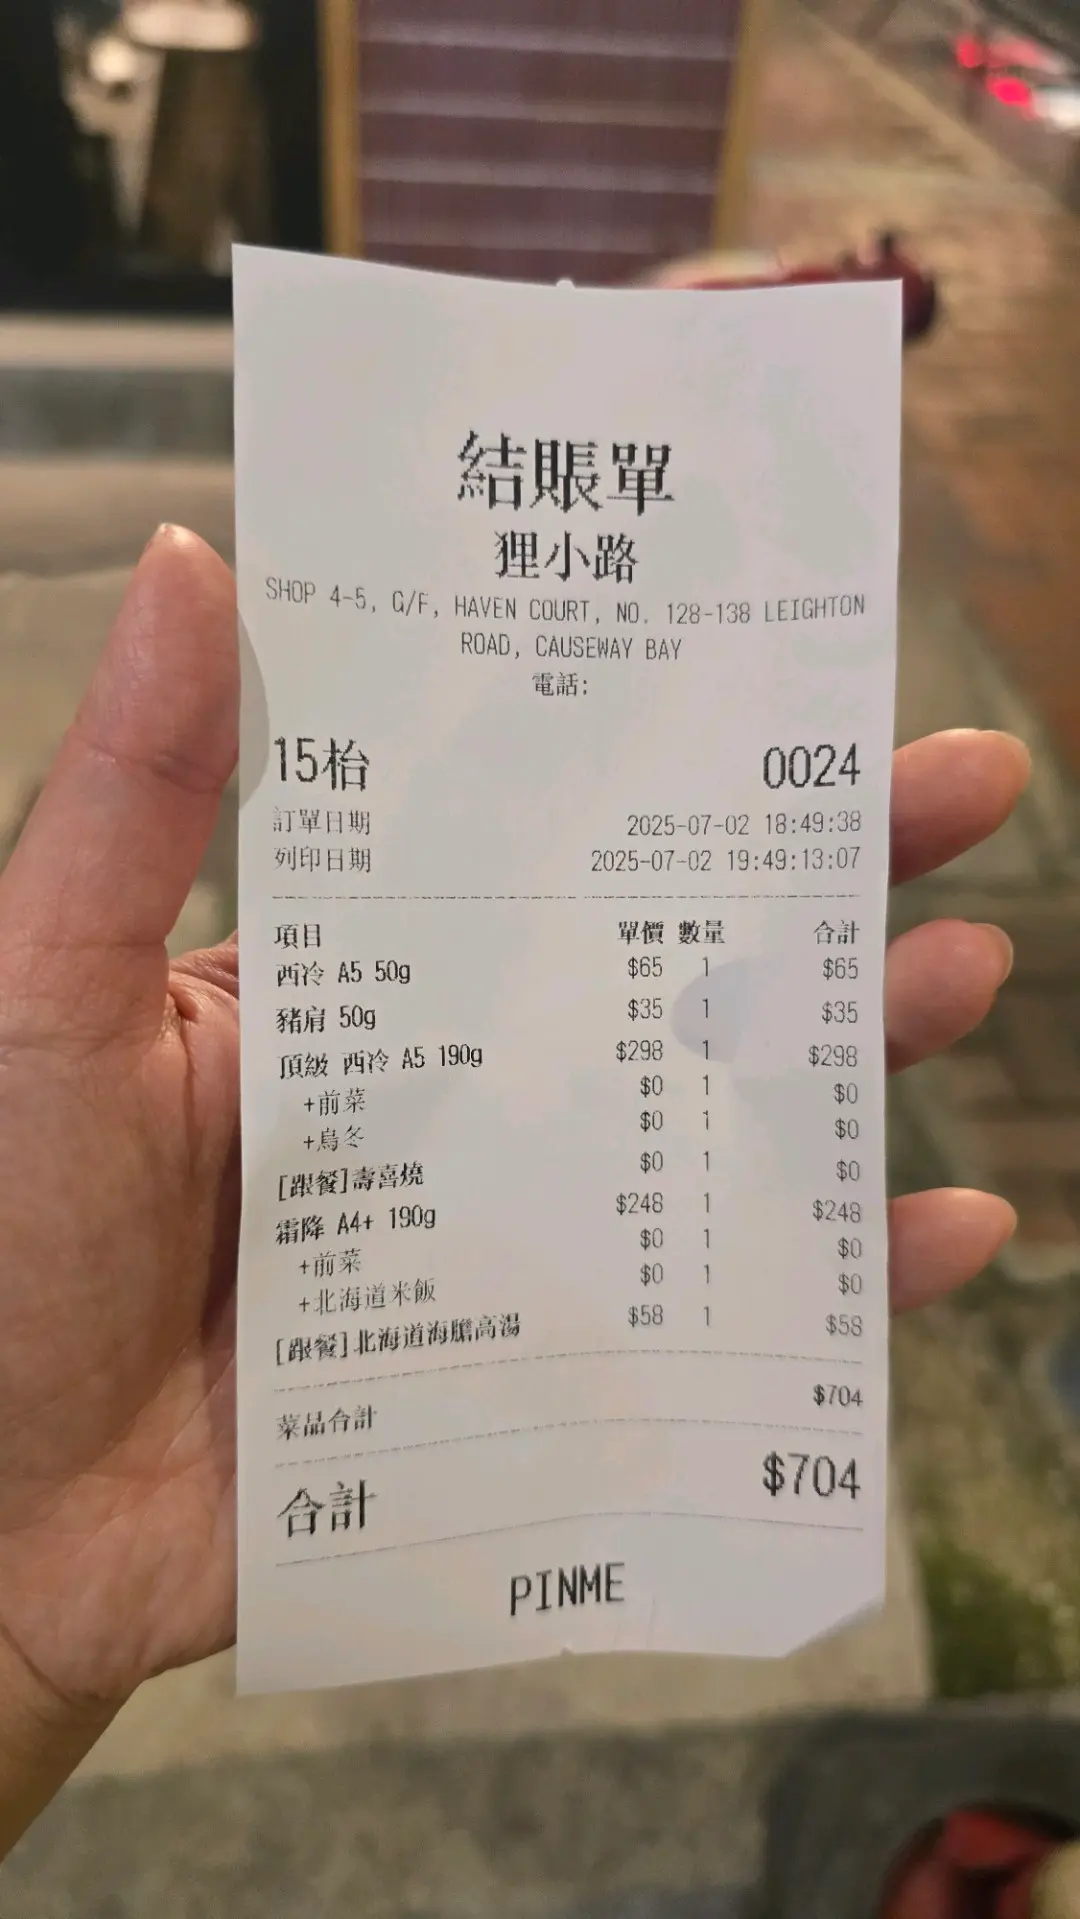 結賬單
狸小路
SHOP 4-5, G/F, HAVEN COURT, NO. 128-138 LEIGHTON
ROAD, CAUSEWAY BAY
電話:
15枱 0024
訂單日期 2025-07-02 18:49:38
列印日期 2025-07-02 19:49:13:07
項目 單價 數量 合計
西冷 A5 50g $65 1 $65
豬肩 50g $35 1 $35
頂級 西冷 A5 190g $298 1 $298
+前菜 $0 1 $0
+烏冬 $0 1 $0
[跟餐]壽喜燒 $0 1 $0
霜降 A4+ 190g $248 1 $248
+前菜 $0 1 $0
+北海道米飯 $0 1 $0
[跟餐]北海道海膽高湯 $58 1 $58
菜品合計 $704
合計 $704
PINME